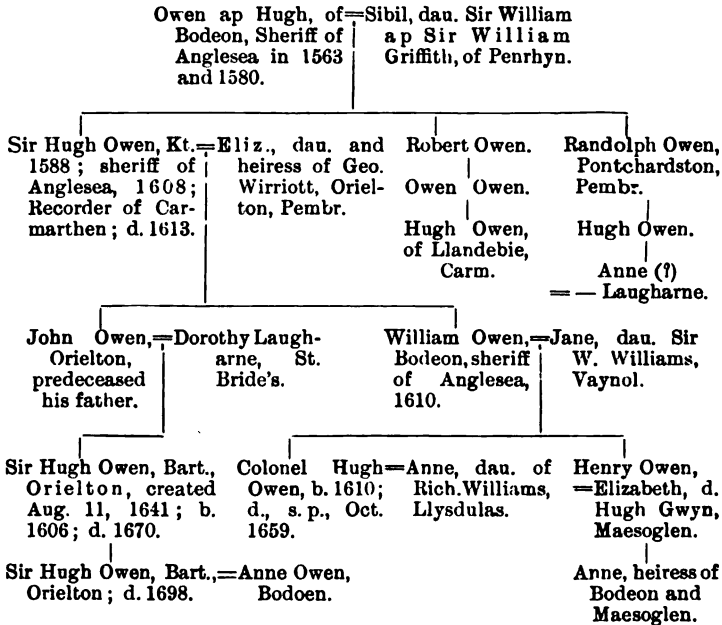 Owen ap Hugh, of=Sibil, dau. Sir William
Bodeon, Sheriff of ap Sir William
Anglesea in 1563 Griffith, of Penrhyn.
and 1580.
Sir Hugh Owen, Kt.=Eliz., dau. and
1588; sheriff of heiress of Geo.
Anglesea, 1608; Wirriott, Oriel-
Recorder of Car- ton, Pembr.
marthen; d. 1613.
Robert Owen.
Owen Owen.
Hugh Owen,
of Llandebie,
Carm.
Randolph Owen,
Pontchardston,
Pembr.
Hugh Owen.
Anne (?)
= — Laugharne.
John Owen,=Dorothy Laugh-
Orielton, arne, St.
predeceased Bride's.
his father.
William Owen,=Jane, dau. Sir
Bodeon, sheriff W. Williams,
of Anglesea, Vaynol.
1610.
Sir Hugh Owen, Bart.,
Orielton, created
Aug. 11, 1641; b.
1606; d. 1670.
Colonel Hugh=Anne, dau. of
Owen, b. 1610; Rich. Williams,
d., s. p., Oct. Llysdulas.
1659.
Henry Owen,
=Elizabeth, d.
Hugh Gwyn,
Maesoglen.
Sir Hugh Owen, Bart.,=Anne Owen,
Orielton; d. 1698. Bodoen.
Anne, heiress of
Bodeon and
Maesoglen.